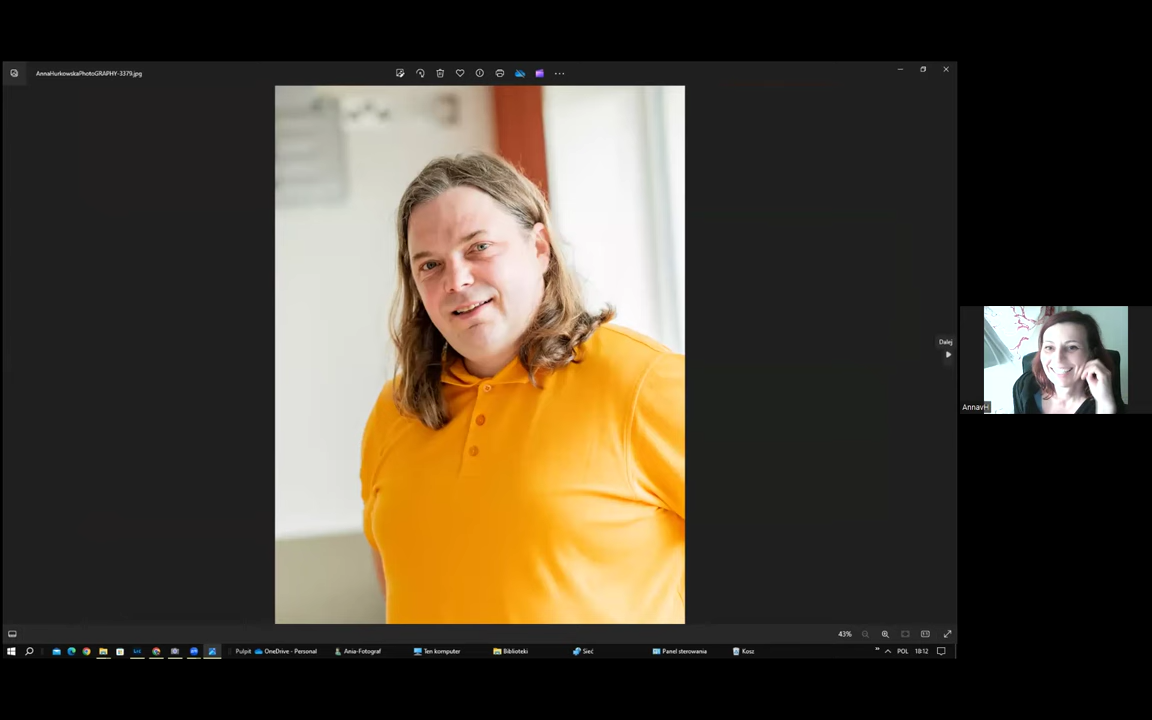 AnnaHurkowskaPhotoGRAPHY-3379.jpg
Dalej
AnnavH
43%
Pulpit OneDrive - Personal Ania-Fotograf Ten komputer Biblioteki Sieć Panel sterowania Kosz
POL 18:12